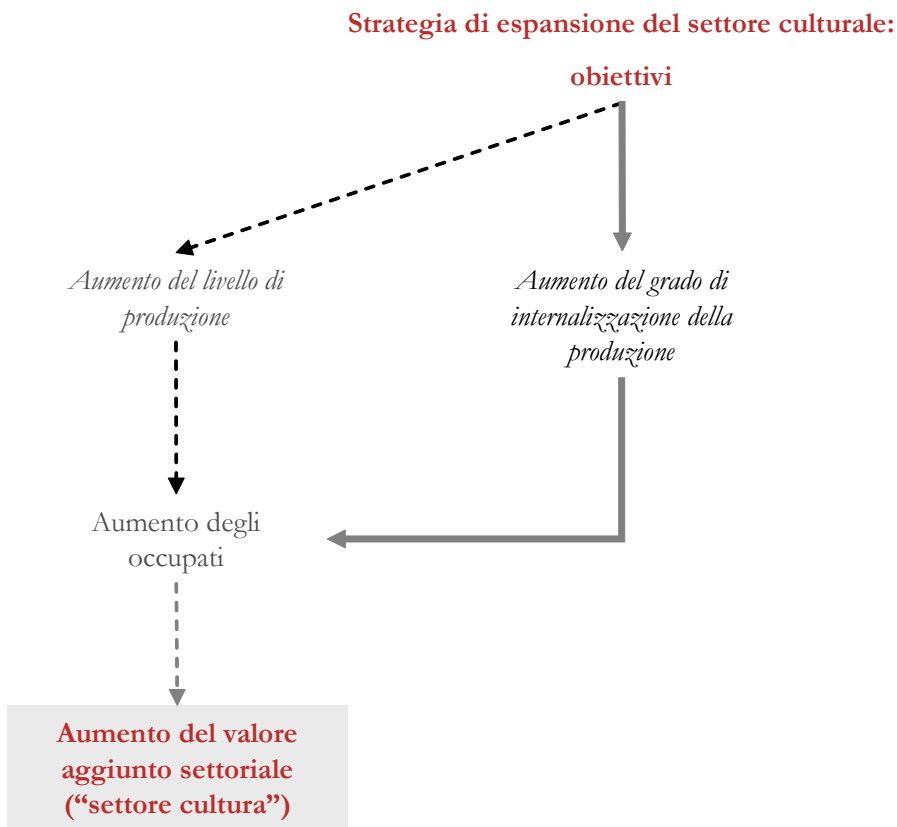 Strategia di espansione del settore culturale:
obiettivi
Aumento del livello di
produzione
Aumento del grado di
internalizzazione della
produzione
Aumento degli
occupati
Aumento del valore
aggiunto settoriale
(“settore cultura”)